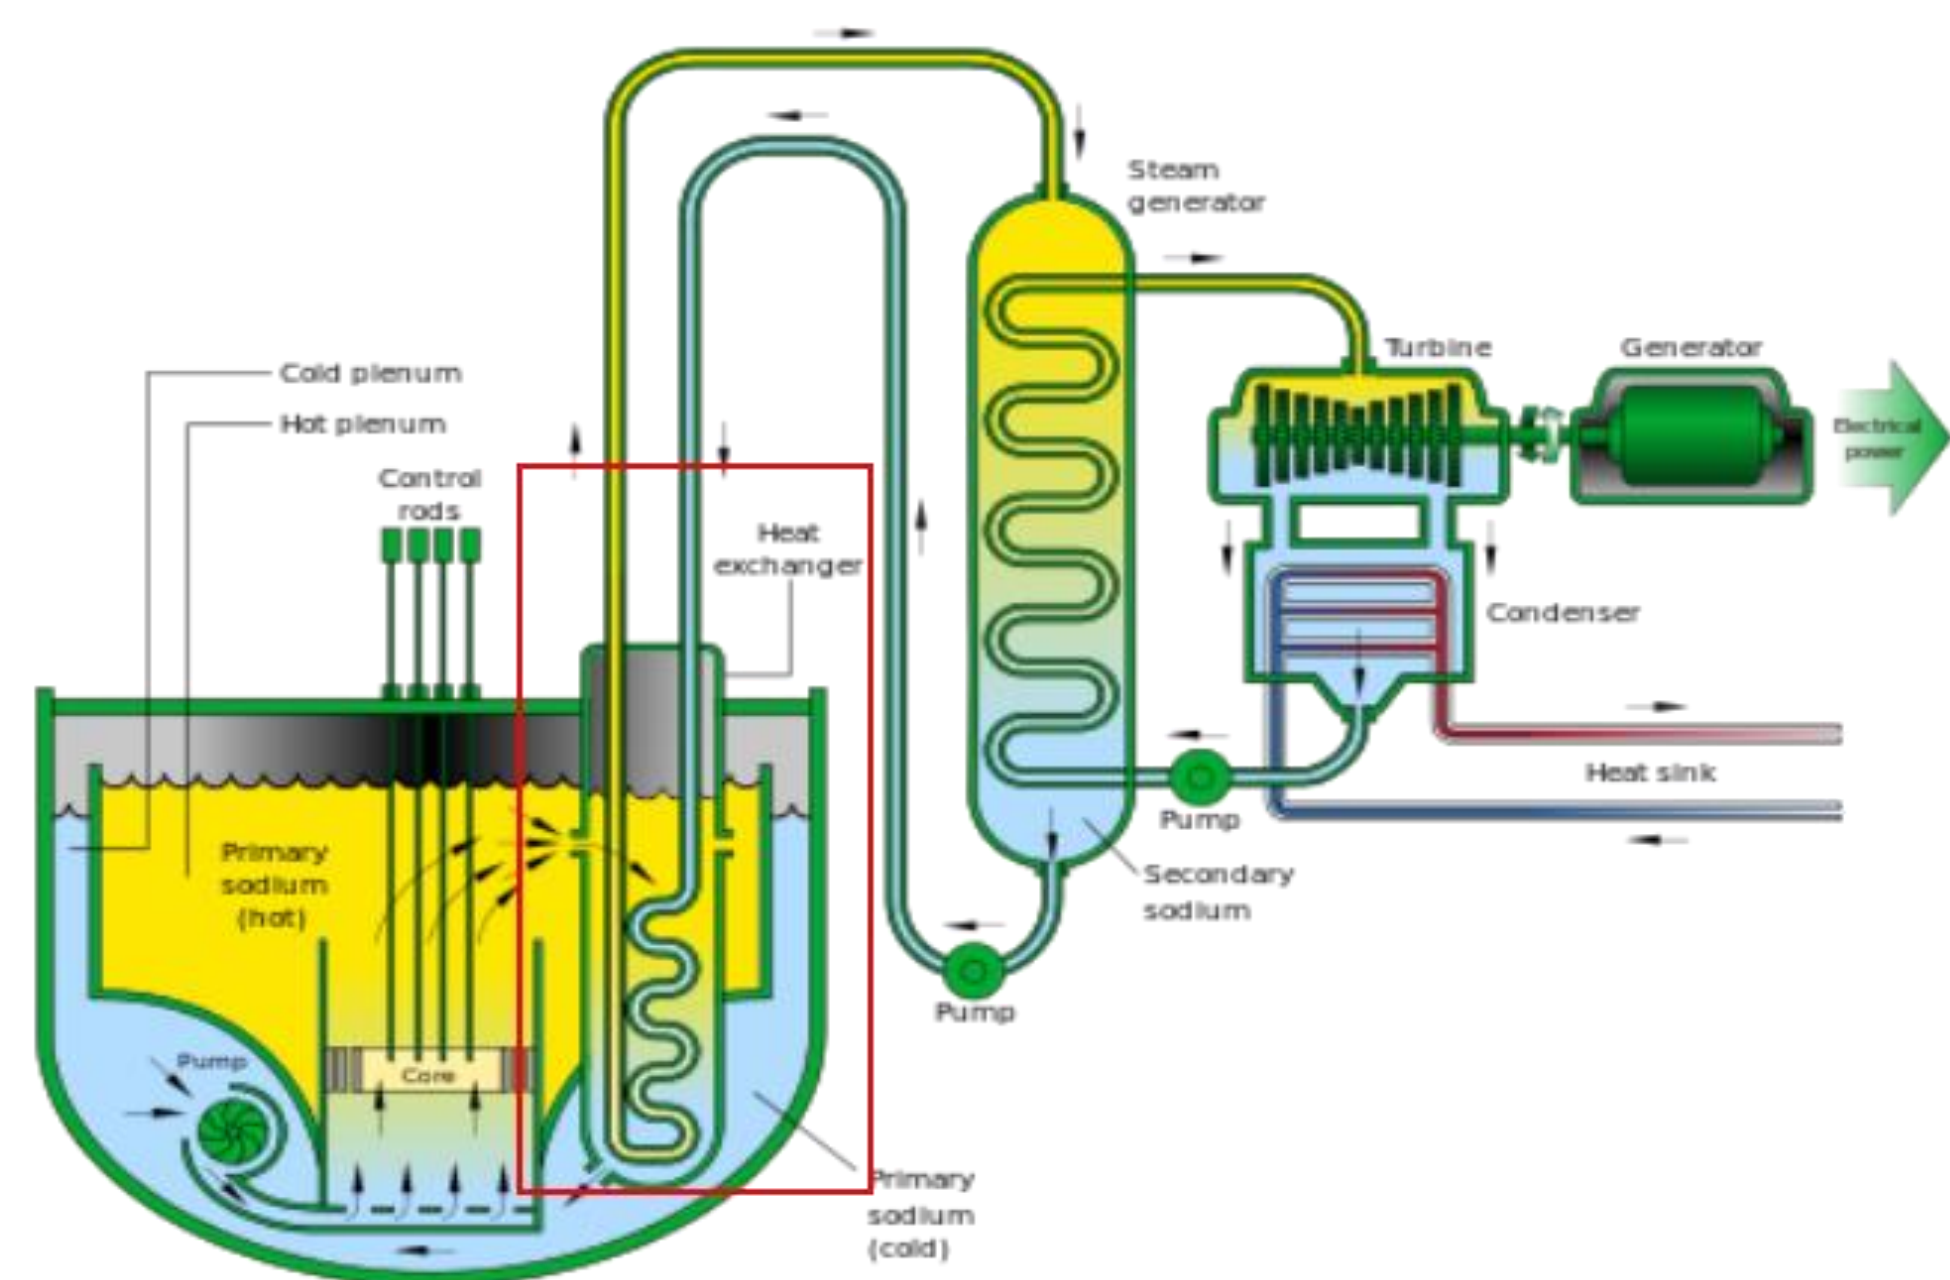 Steam
generator
Turbine
Generator
Cold plenum
Hot plenum
Electrical
power
Control
rods
Heat
exchanger
Condenser
Heat sink
Pump
Primary
sodium
(hot)
Secondary
sodium
Pump
Pump
Core
Primary
sodium
(cold)